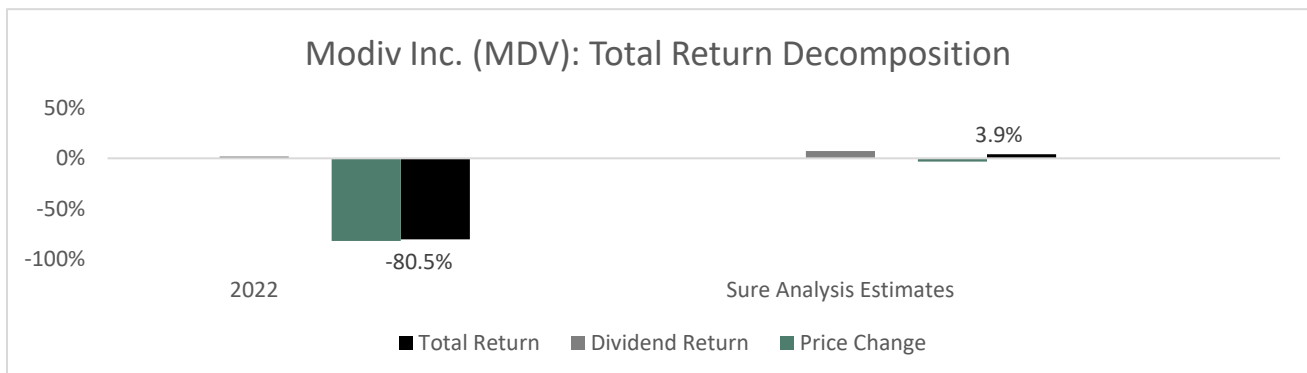 Modiv Inc. (MDV): Total Return Decomposition
50%
3.9%
0%
-50%
-100%
-80.5%
2022 Sure Analysis Estimates
Total Return Dividend Return Price Change